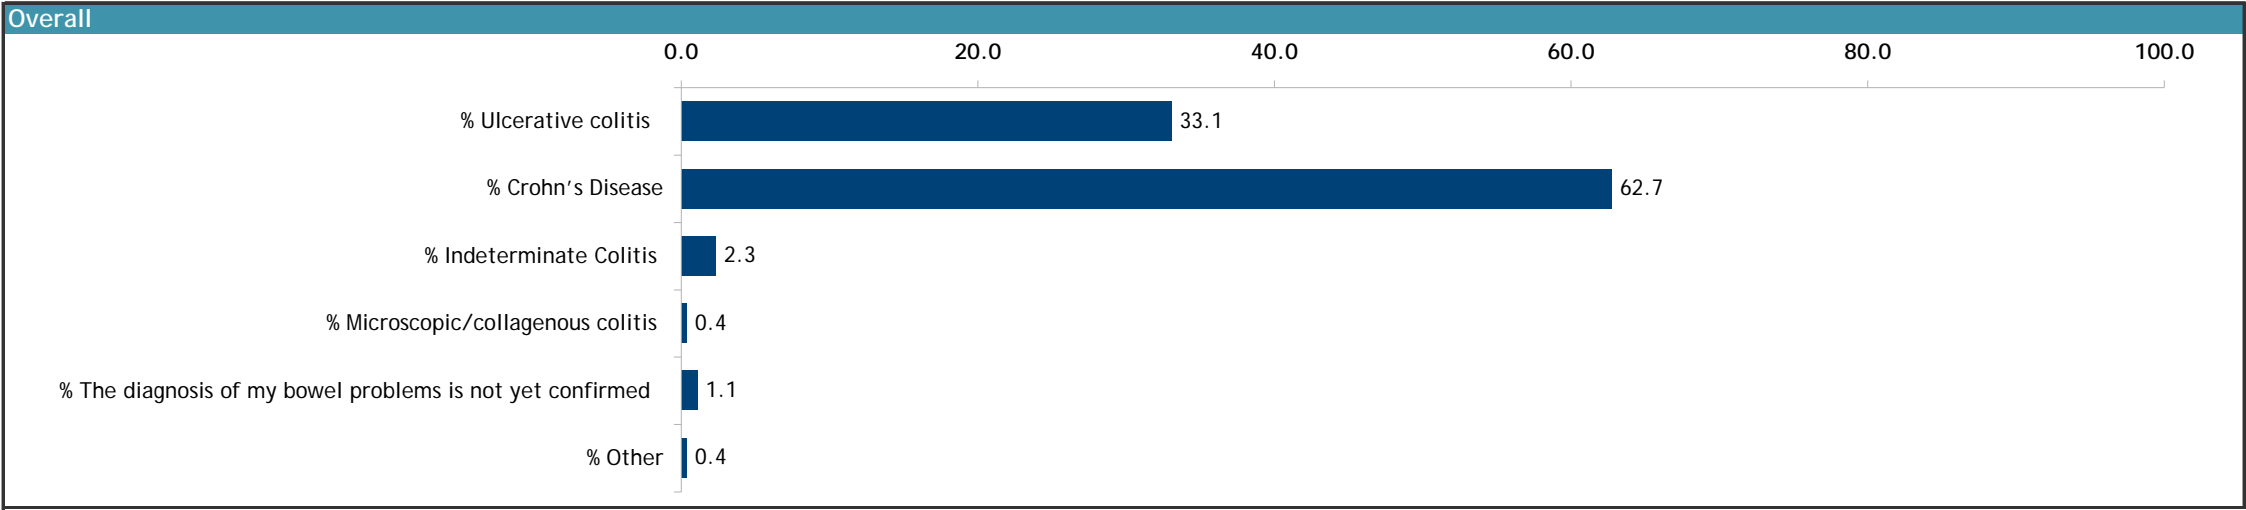 Overall
0.0 20.0 40.0 60.0 80.0 100.0
% Ulcerative colitis 33.1
% Crohn's Disease 62.7
% Indeterminate Colitis 2.3
% Microscopic/collagenous colitis 0.4
% The diagnosis of my bowel problems is not yet confirmed 1.1
% Other 0.4